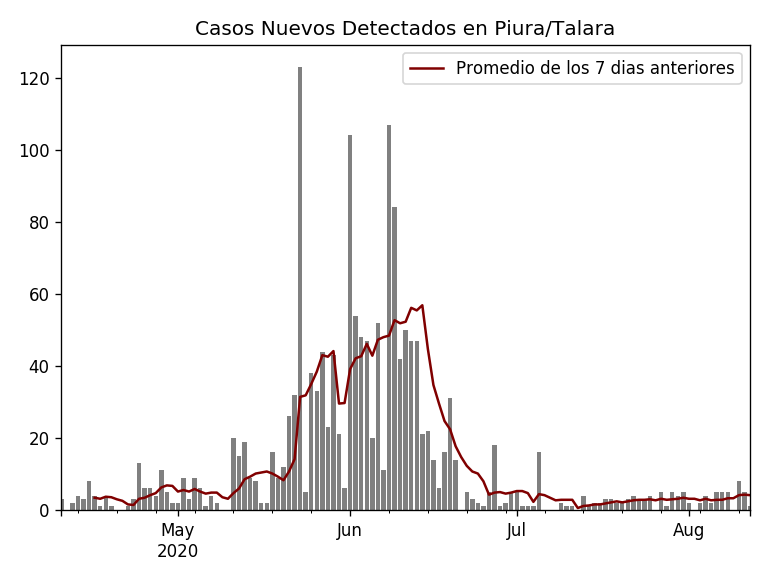 Casos Nuevos Detectados en Piura/Talara
Promedio de los 7 dias anteriores
120
100
80
60
40
20
0
May Jun Jul Aug
2020